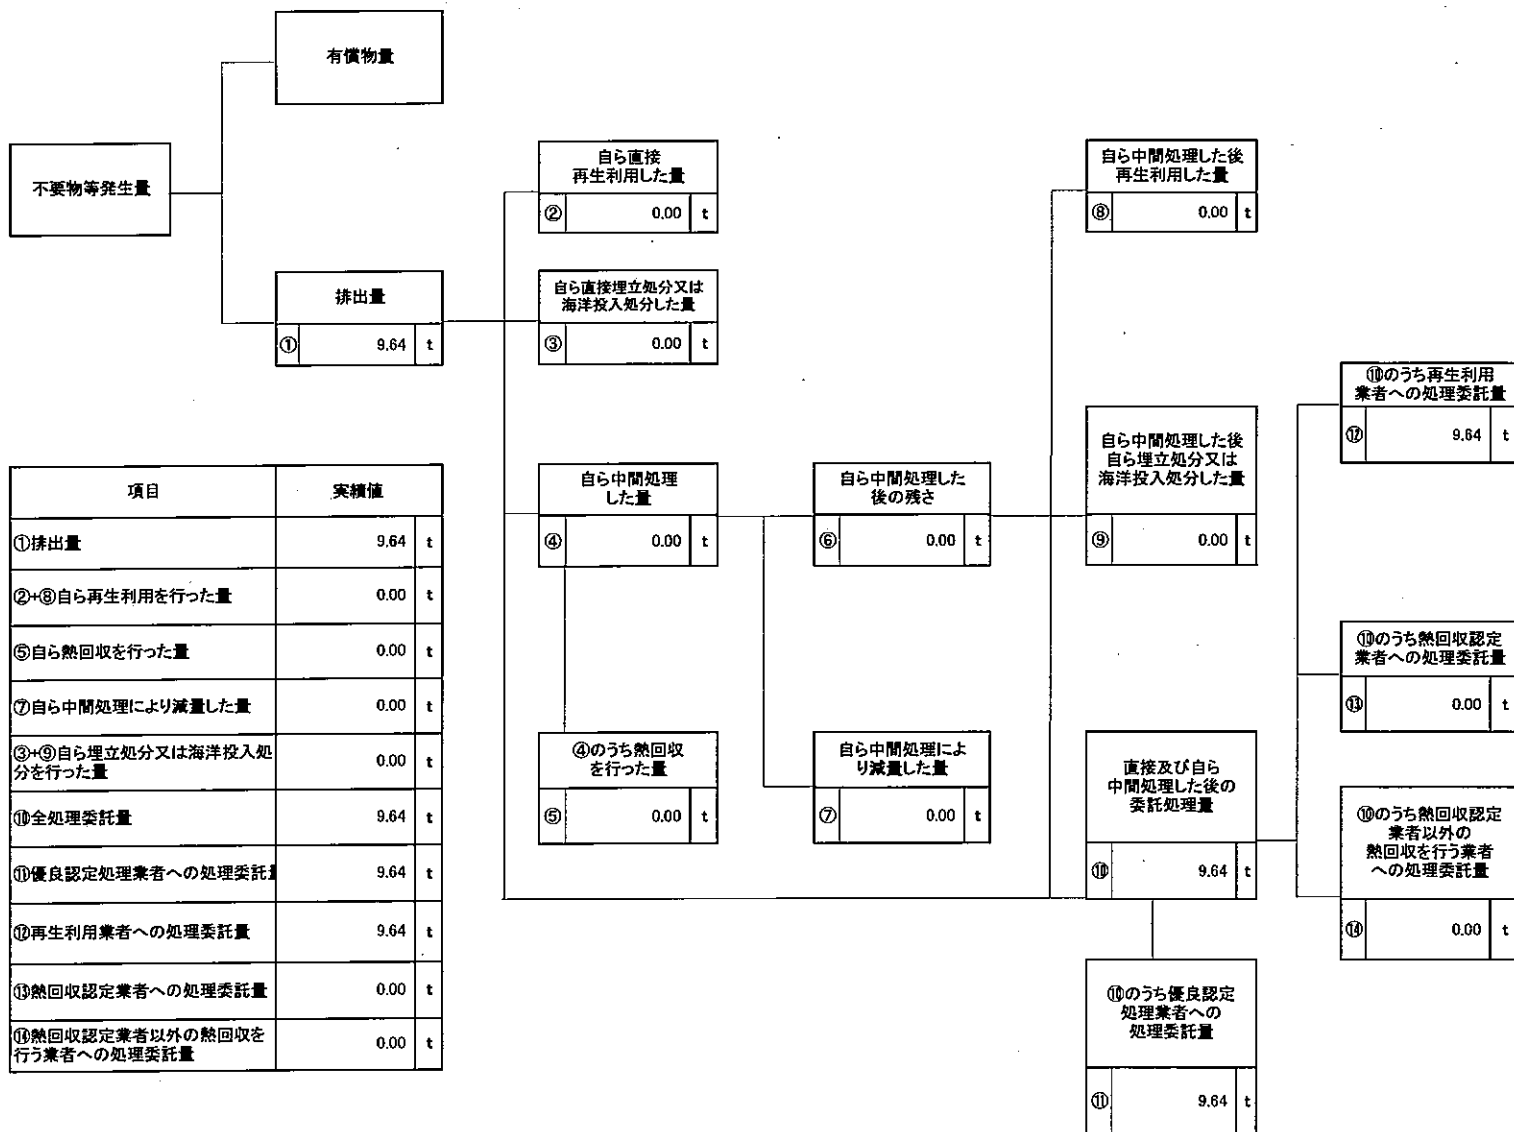 有償物量
不要物等発生量
排出量
① 9.64 t
自ら直接
再生利用した量
② 0.00 t
自ら直接埋立処分又は
海洋投入処分した量
③ 0.00 t
自ら中間処理
した量
④ 0.00 t
④のうち熱回収
を行った量
⑤ 0.00 t
自ら中間処理した
後の残さ
⑥ 0.00 t
自ら中間処理によ
り減量した量
⑦ 0.00 t
自ら中間処理した後
再生利用した量
⑧ 0.00 t
自ら中間処理した後
自ら埋立処分又は
海洋投入処分した量
⑨ 0.00 t
直接及び自ら
中間処理した後の
委託処理量
⑩ 9.64 t
⑩のうち優良認定
処理業者への
処理委託量
⑪ 9.64 t
⑩のうち再生利用
業者への処理委託量
⑫ 9.64 t
⑩のうち熱回収認定
業者への処理委託量
⑬ 0.00 t
⑩のうち熱回収認定
業者以外の
熱回収を行う業者
への処理委託量
⑭ 0.00 t
項目 実績値
①排出量 9.64 t
②+⑧自ら再生利用を行った量 0.00 t
⑤自ら熱回収を行った量 0.00 t
⑦自ら中間処理により減量した量 0.00 t
③+⑨自ら埋立処分又は海洋投入処
分を行った量 0.00 t
⑩全処理委託量 9.64 t
⑪優良認定処理業者への処理委託 9.64 t
⑫再生利用業者への処理委託量 9.64 t
⑬熱回収認定業者への処理委託量 0.00 t
⑭熱回収認定業者以外の熱回収を
行う業者への処理委託量 0.00 t